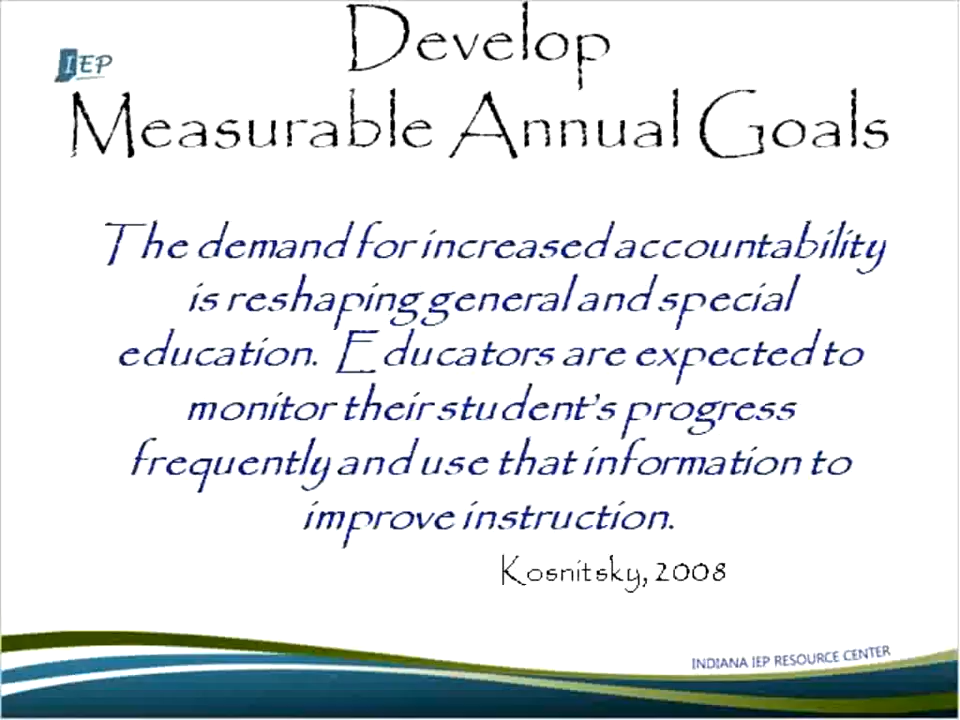 Develop
IEP
Measurable Annual Goals
The demand for increased accountability
is reshaping general and special
education. Educators are expected to
monitor their student's progress
frequently and use that information to
improve instruction.
Kosnitsky, 2008
INDIANA IEP RESOURCE CENTER